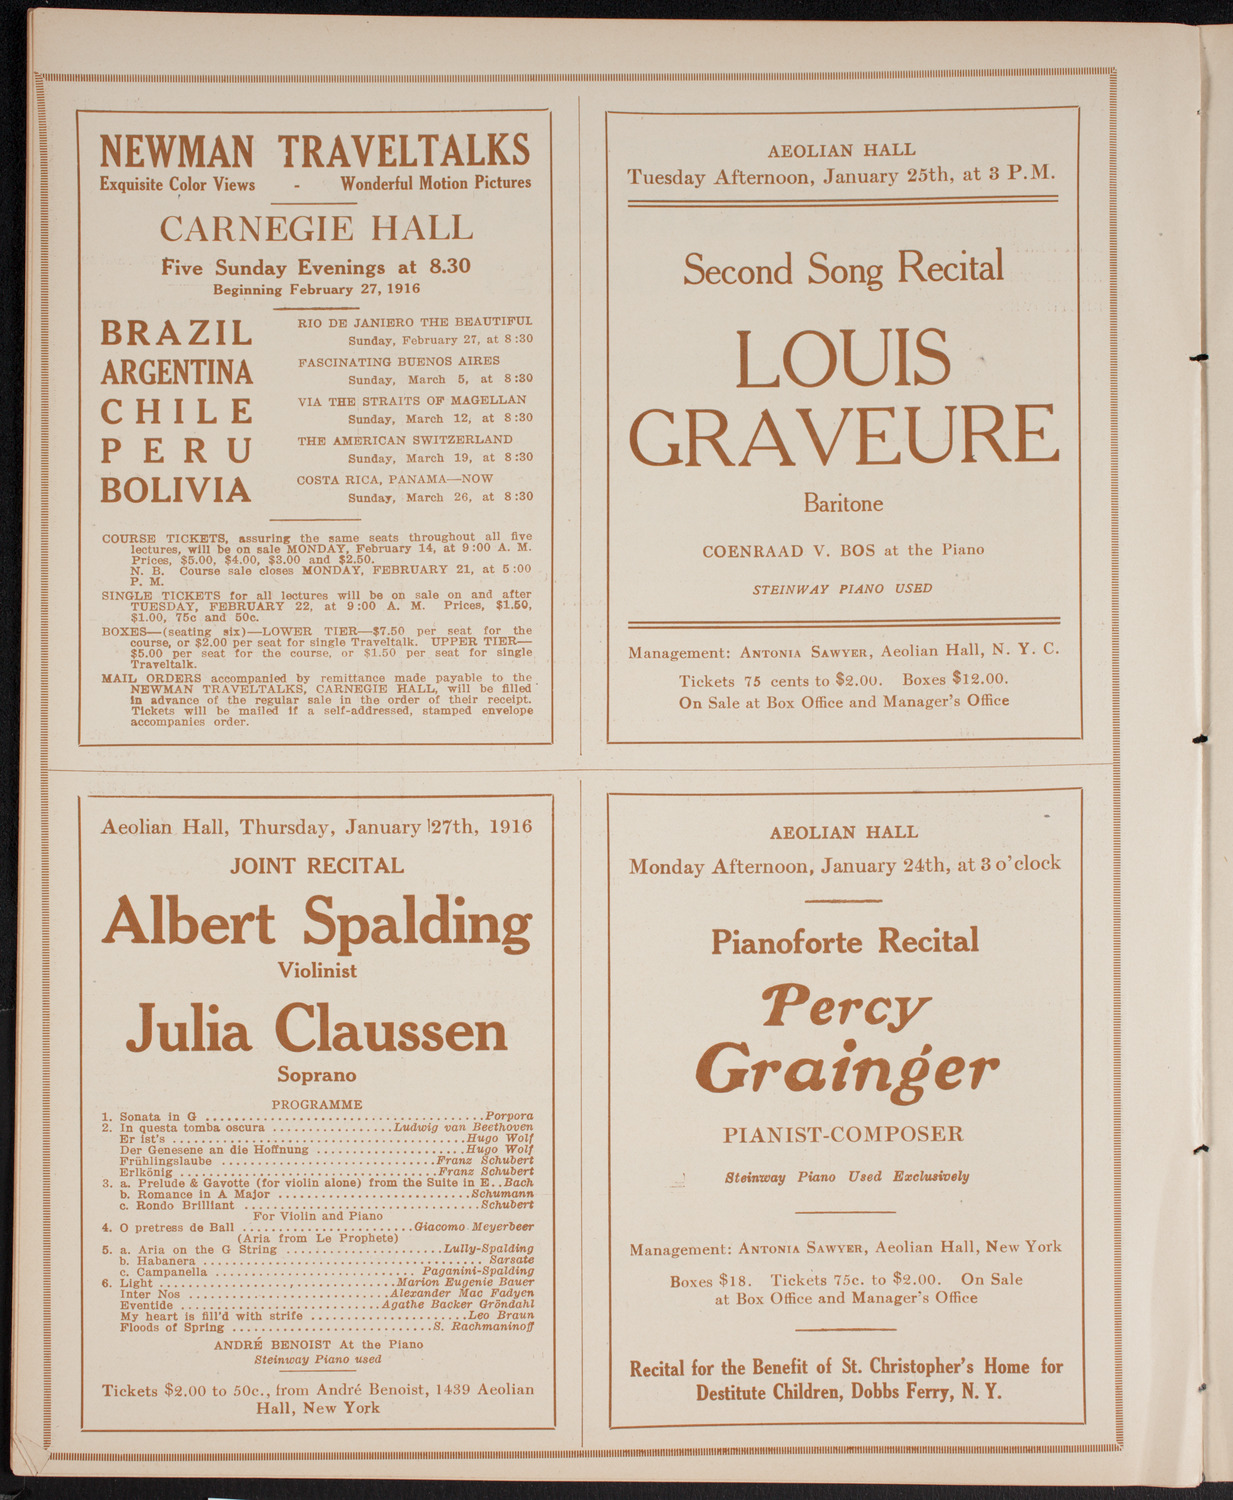 NEWMAN TRAVELTALKS
Exquisite Color Views - Wonderful Motion Pictures
CARNEGIE HALL
Five Sunday Evenings at 8.30
Beginning February 27, 1916
BRAZIL RIO DE JANIERO THE BEAUTIFUL
Sunday, February 27, at 8:30
ARGENTINA FASCINATING BUENOS AIRES
Sunday, March 5, at 8:30
CHILE VIA THE STRAITS OF MAGELLAN
Sunday, March 12, at 8:30
PERU THE AMERICAN SWITZERLAND
Sunday, March 19, at 8:30
BOLIVIA COSTA RICA, PANAMA—NOW
Sunday, March 26, at 8:30
COURSE TICKETS, assuring the same seats throughout all five
lectures, will be on sale MONDAY, February 14, at 9:00 A. M.
Prices, $5.00, $4.00, $3.00 and $2.50.
N. B. Course sale closes MONDAY, FEBRUARY 21, at 5:00
P. M.
SINGLE TICKETS for all lectures will be on sale on and after
TUESDAY, FEBRUARY 22, at 9:00 A. M. Prices, $1.50,
$1.00, 75c and 50c.
BOXES—(seating six)—LOWER TIER—$7.50 per seat for the
course, or $2.00 per seat for single Traveltalk. UPPER TIER—
$5.00 per seat for the course, or $1.50 per seat for single
Traveltalk.
MAIL ORDERS accompanied by remittance made payable to the
NEWMAN TRAVELTALKS, CARNEGIE HALL, will be filled
in advance of the regular sale in the order of their receipt.
Tickets will be mailed if a self-addressed, stamped envelope
accompanies order.
AEOLIAN HALL
Tuesday Afternoon, January 25th, at 3 P.M.
Second Song Recital
LOUIS
GRAVEURE
Baritone
COENRAAD V. BOS at the Piano
STEINWAY PIANO USED
Management: ANTONIA SAWYER, Aeolian Hall, N. Y. C.
Tickets 75 cents to $2.00. Boxes $12.00.
On Sale at Box Office and Manager's Office
Aeolian Hall, Thursday, January 27th, 1916
JOINT RECITAL
Albert Spalding
Violinist
Julia Claussen
Soprano
PROGRAMME
1. Sonata in G ........ Porpora
2. In questa tomba oscura ........ Ludwig van Beethoven
Er ist's ........ Hugo Wolf
Der Genesene an die Hoffnung ........ Hugo Wolf
Frühlingslaube ........ Franz Schubert
Erlkönig ........ Franz Schubert
3. a. Prelude & Gavotte (for violin alone) from the Suite in E..Bach
b. Romance in A Major ........ Schumann
c. Rondo Brilliant ........ Schubert
For Violin and Piano
4. O pretress de Ball ........ Giacomo Meyerbeer
(Aria from Le Prophete)
5. a. Aria on the G String ........ Lully-Spalding
b. Habanera ........ Sarsate
c. Campanella ........ Paganini-Spalding
6. Light ........ Marion Eugenie Bauer
Inter Nos ........ Alexander Mac Fadyen
Eventide ........ Agathe Backer Gröndahl
My heart is fill'd with strife ........ Leo Braun
Floods of Spring ........ S. Rachmaninoff
ANDRÉ BENOIST At the Piano
Steinway Piano used
Tickets $2.00 to 50c., from André Benoist, 1439 Aeolian
Hall, New York
AEOLIAN HALL
Monday Afternoon, January 24th, at 3 o'clock
Pianoforte Recital
Percy
Grainger
PIANIST-COMPOSER
Steinway Piano Used Exclusively
Management: ANTONIA SAWYER, Aeolian Hall, New York
Boxes $18. Tickets 75c. to $2.00. On Sale
at Box Office and Manager's Office
Recital for the Benefit of St. Christopher's Home for
Destitute Children, Dobbs Ferry, N. Y.